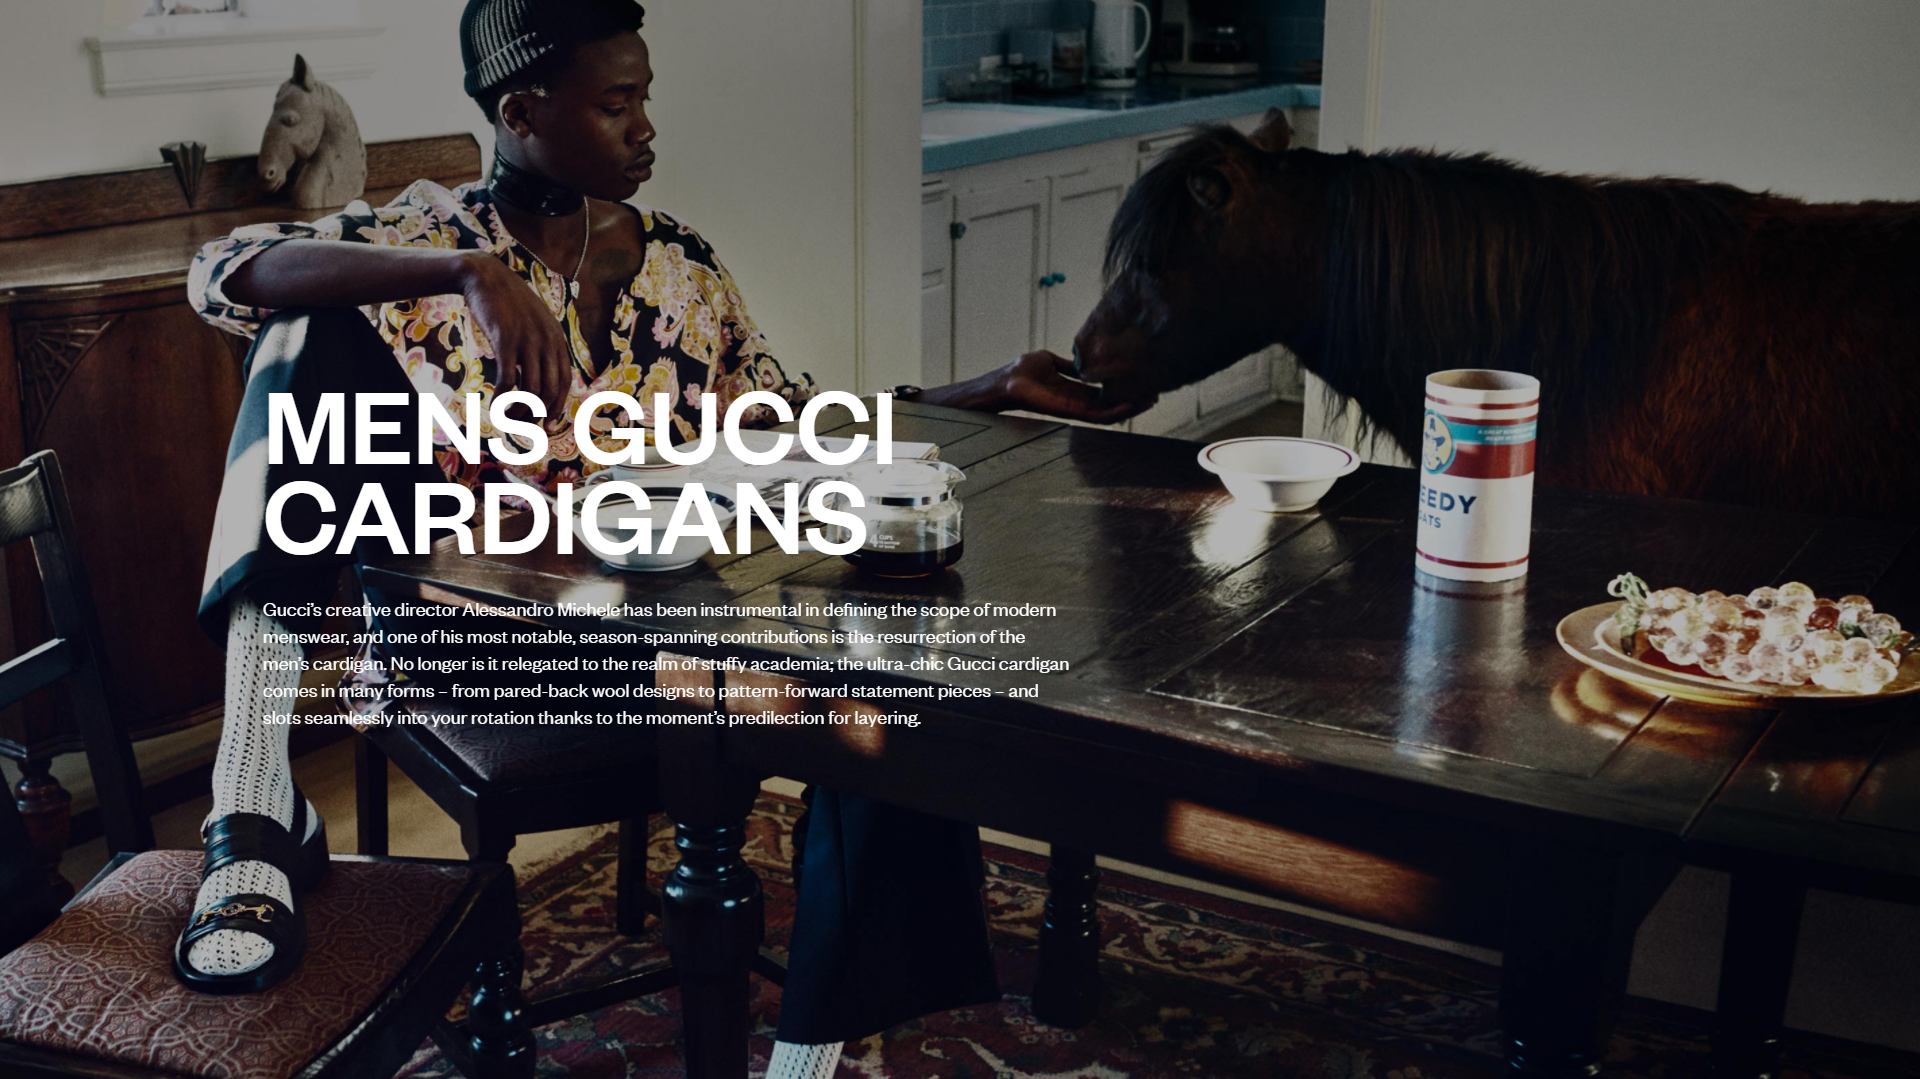 MENS GUCCI
CARDIGANS
Gucci’s creative director Alessandro Michele has been instrumental in defining the scope of modern
menswear, and one of his most notable, season-spanning contributions is the resurrection of the
men’s cardigan. No longer is it relegated to the realm of stuffy academia; the ultra-chic Gucci cardigan
comes in many forms – from pared-back wool designs to pattern-forward statement pieces – and
slots seamlessly into your rotation thanks to the moment’s predilection for layering.
4 CUPS
EEDY
ATS